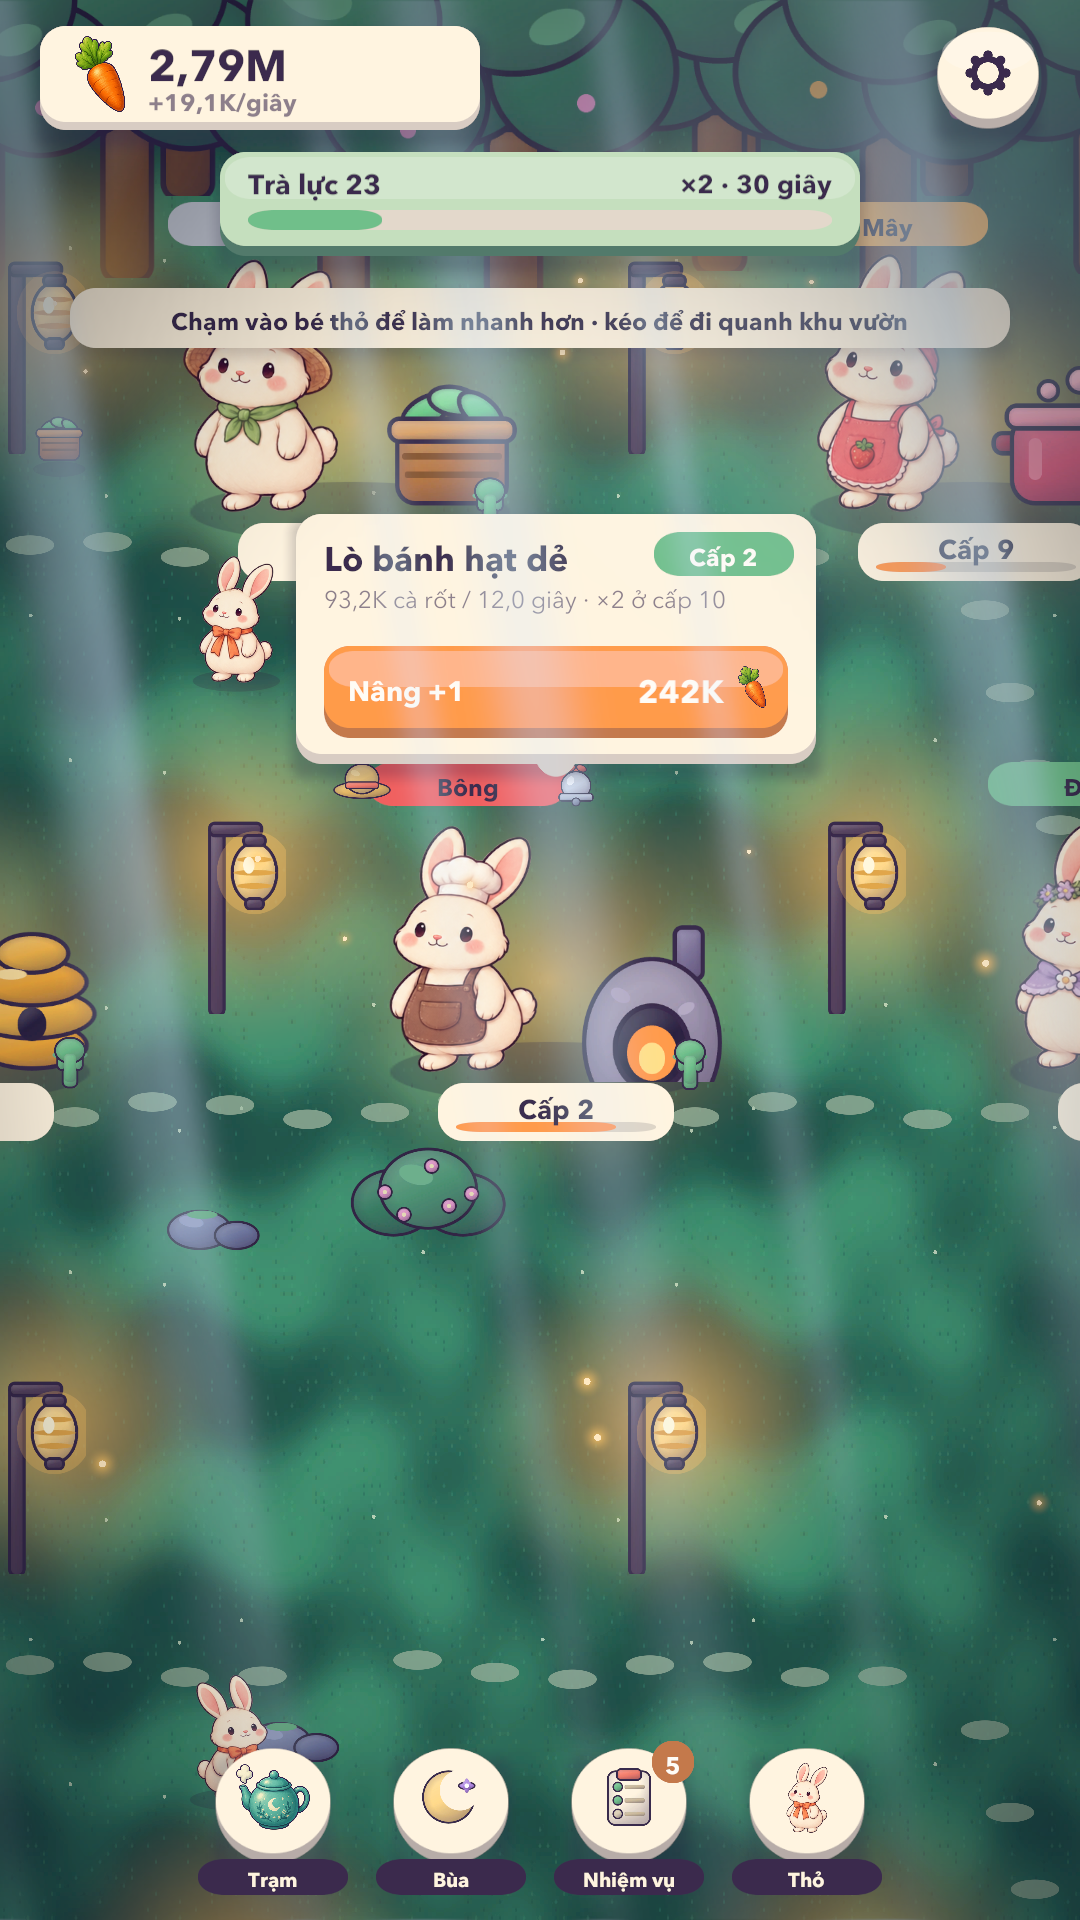 2,79M
+19,1K/giây
Trà lực 23
×2 · 30 giây
Mây
Chạm vào bé thỏ để làm nhanh hơn · kéo để đi quanh khu vườn
Cấp 9
Lò bánh hạt dẻ
Cấp 2
93,2K cà rốt / 12,0 giây · ×2 ở cấp 10
Nâng +1
242K
Bông
Cấp 2
5
Trạm
Bùa
Nhiệm vụ
Thỏ